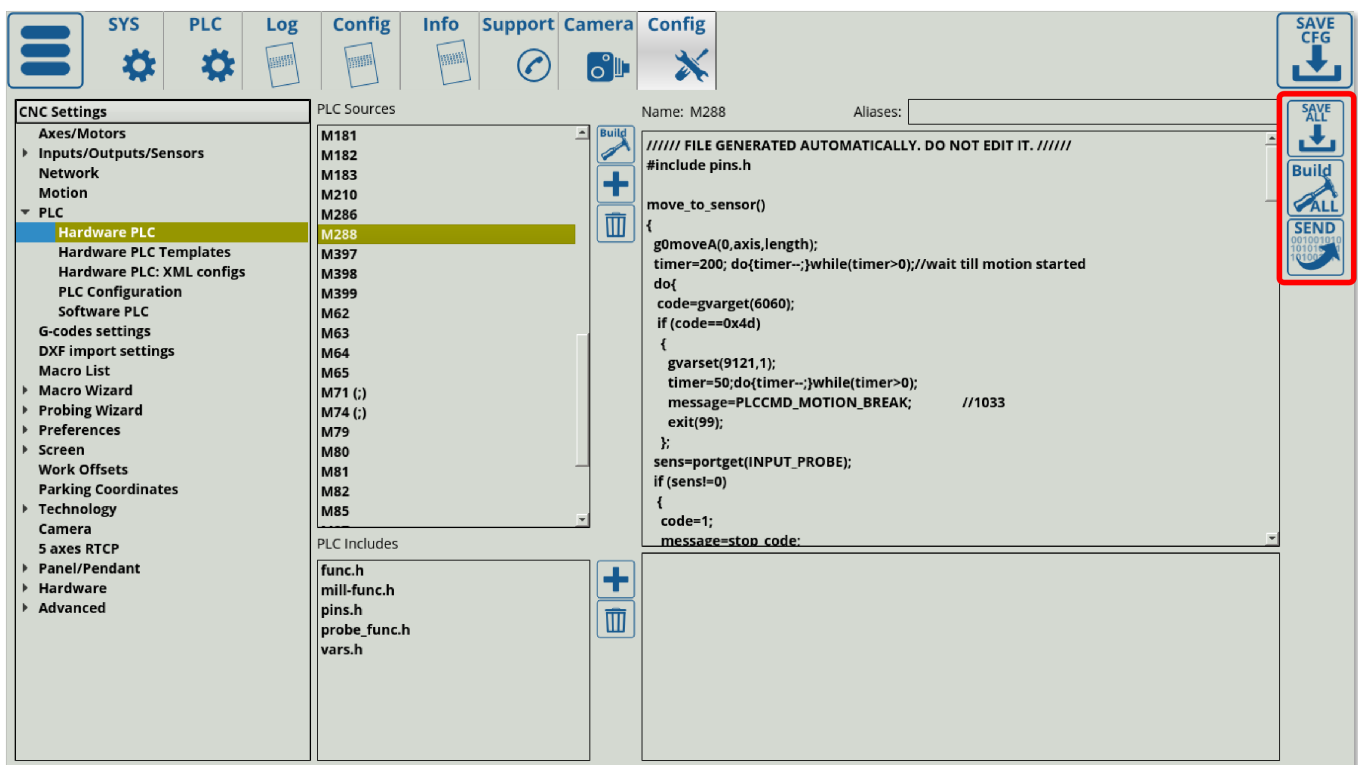 SYS
PLC
Log
Config
Info
Support
Camera
Config
SAVE
CFG
CNC Settings
Axes/Motors
Inputs/Outputs/Sensors
Network
Motion
PLC
Hardware PLC
Hardware PLC Templates
Hardware PLC: XML configs
PLC Configuration
Software PLC
G-codes settings
DXF import settings
Macro List
Macro Wizard
Probing Wizard
Preferences
Screen
Work Offsets
Parking Coordinates
Technology
Camera
5 axes RTCP
Panel/Pendant
Hardware
Advanced
PLC Sources
M181
M182
M183
M210
M286
M288
M397
M398
M399
M62
M63
M64
M65
M71 (;)
M74 (;)
M79
M80
M81
M82
M85
PLC Includes
func.h
mill-func.h
pins.h
probe_func.h
vars.h
Build
Name: M288
Aliases:
////// FILE GENERATED AUTOMATICALLY. DO NOT EDIT IT. //////
#include pins.h
move_to_sensor()
{
g0moveA(0,axis,length);
timer=200; do{timer--;}while(timer>0);//wait till motion started
do{
code=gvarget(6060);
if (code==0x4d)
{
gvarset(9121,1);
timer=50;do{timer--;}while(timer>0);
message=PLCCMD_MOTION_BREAK; //1033
exit(99);
};
sens=portget(INPUT_PROBE);
if (sens!=0)
{
code=1;
message=stop_code;
SAVE
ALL
Build
ALL
SEND
001001010